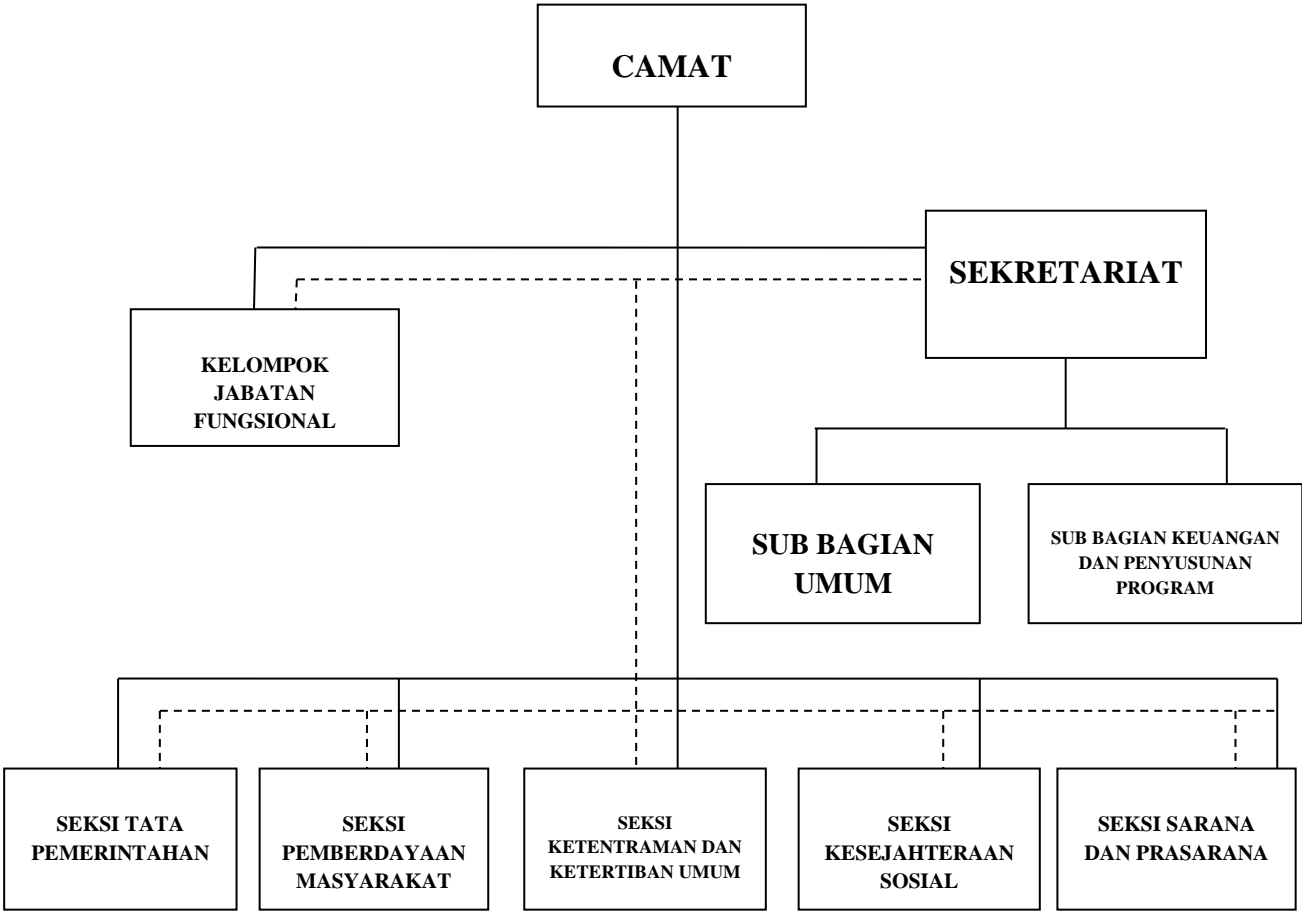 CAMAT
SEKRETARIAT
KELOMPOK
JABATAN
FUNGSIONAL
SUB BAGIAN
UMUM
SUB BAGIAN KEUANGAN
DAN PENYUSUNAN
PROGRAM
SEKSI TATA
PEMERINTAHAN
SEKSI
PEMBERDAYAAN
MASYARAKAT
SEKSI
KETENTRAMAN DAN
KETERTIBAN UMUM
SEKSI
KESEJAHTERAAN
SOSIAL
SEKSI SARANA
DAN PRASARANA